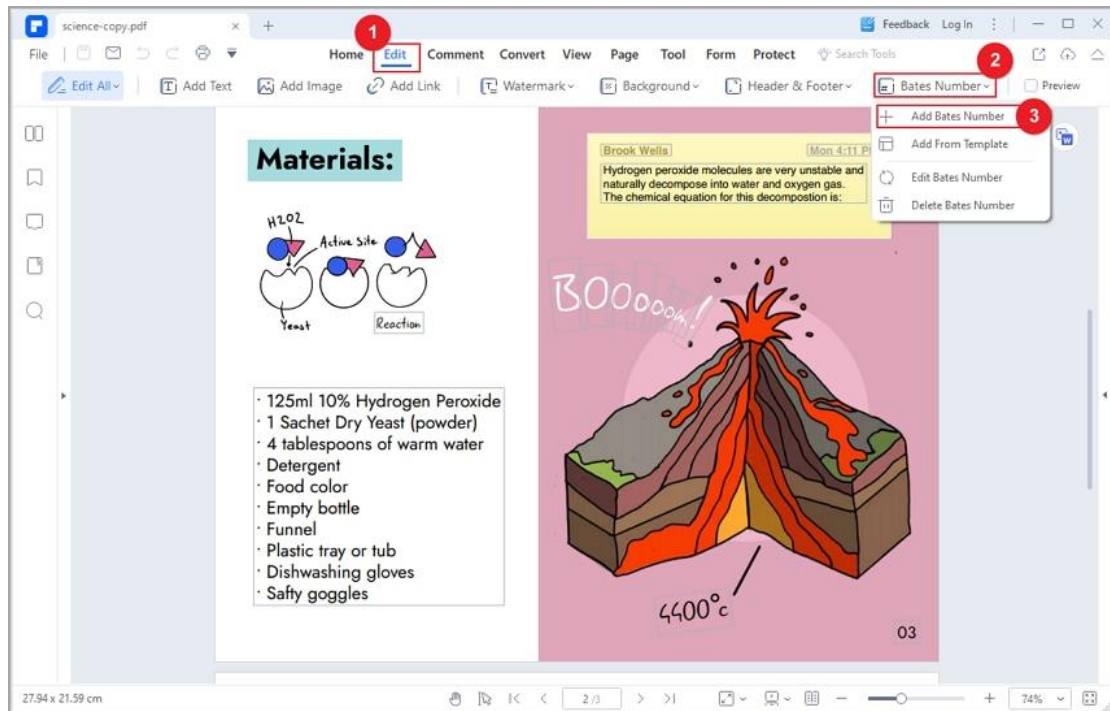 science-copy.pdf
Feedback Log In
1
File
Home Edit Comment Convert View Page Tool Form Protect Search Tools
2
Edit All Add Text Add Image Add Link Watermark Background Header & Footer Bates Number Preview
Add Bates Number 3
Add From Template
Edit Bates Number
Delete Bates Number
Materials:
H2O2
Active Site
Yeast
Reaction
· 125ml 10% Hydrogen Peroxide
· 1 Sachet Dry Yeast (powder)
· 4 tablespoons of warm water
· Detergent
· Food color
· Empty bottle
· Funnel
· Plastic tray or tub
· Dishwashing gloves
· Safty goggles
Brook Wells Mon 4:11 P
Hydrogen peroxide molecules are very unstable and
naturally decompose into water and oxygen gas.
The chemical equation for this decompostion is:
BOOooom!
4400°c
03
27.94 x 21.59 cm 2 /3 74%